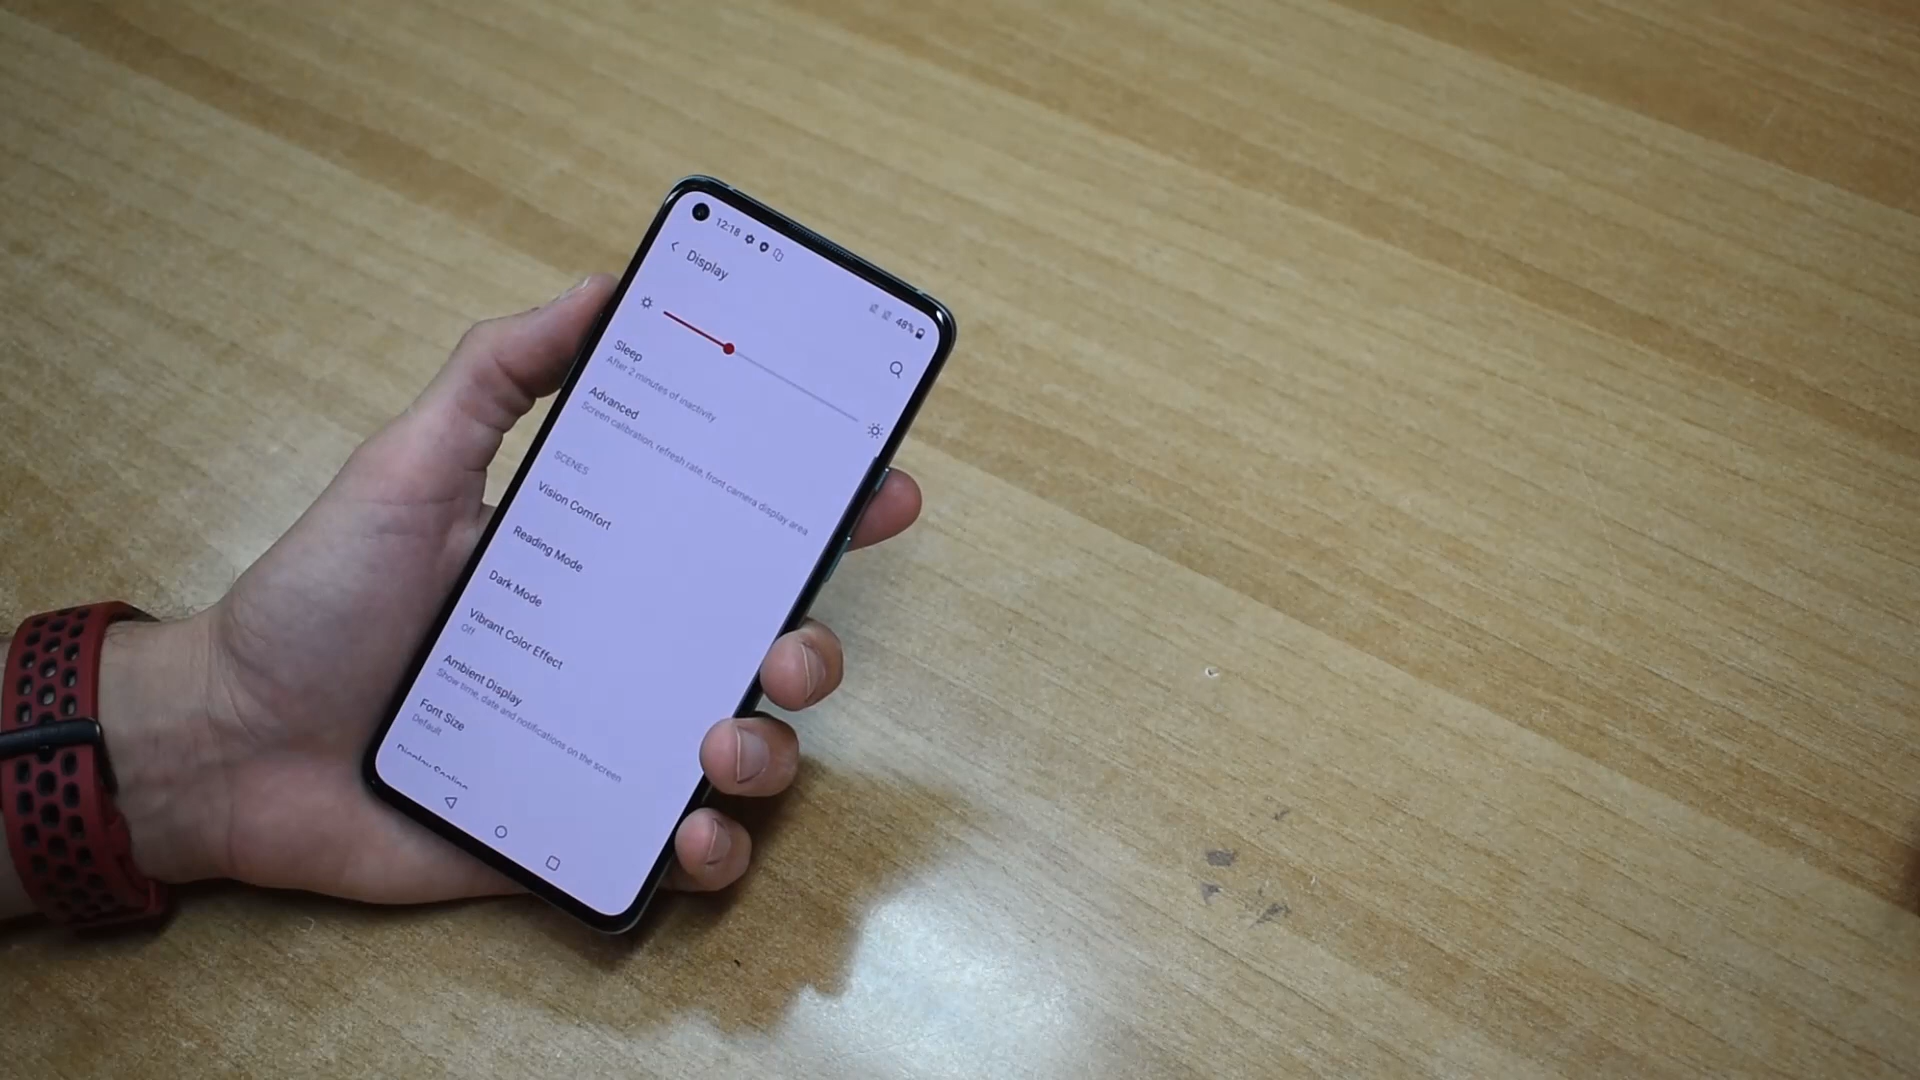 12:18
48%
Display
Sleep
After 2 minutes of inactivity
Advanced
Screen calibration, refresh rate, front camera display area
SCENES
Vision Comfort
Reading Mode
Dark Mode
Vibrant Color Effect
Off
Ambient Display
Show time, date and notifications on the screen
Font Size
Default
Display Scaling